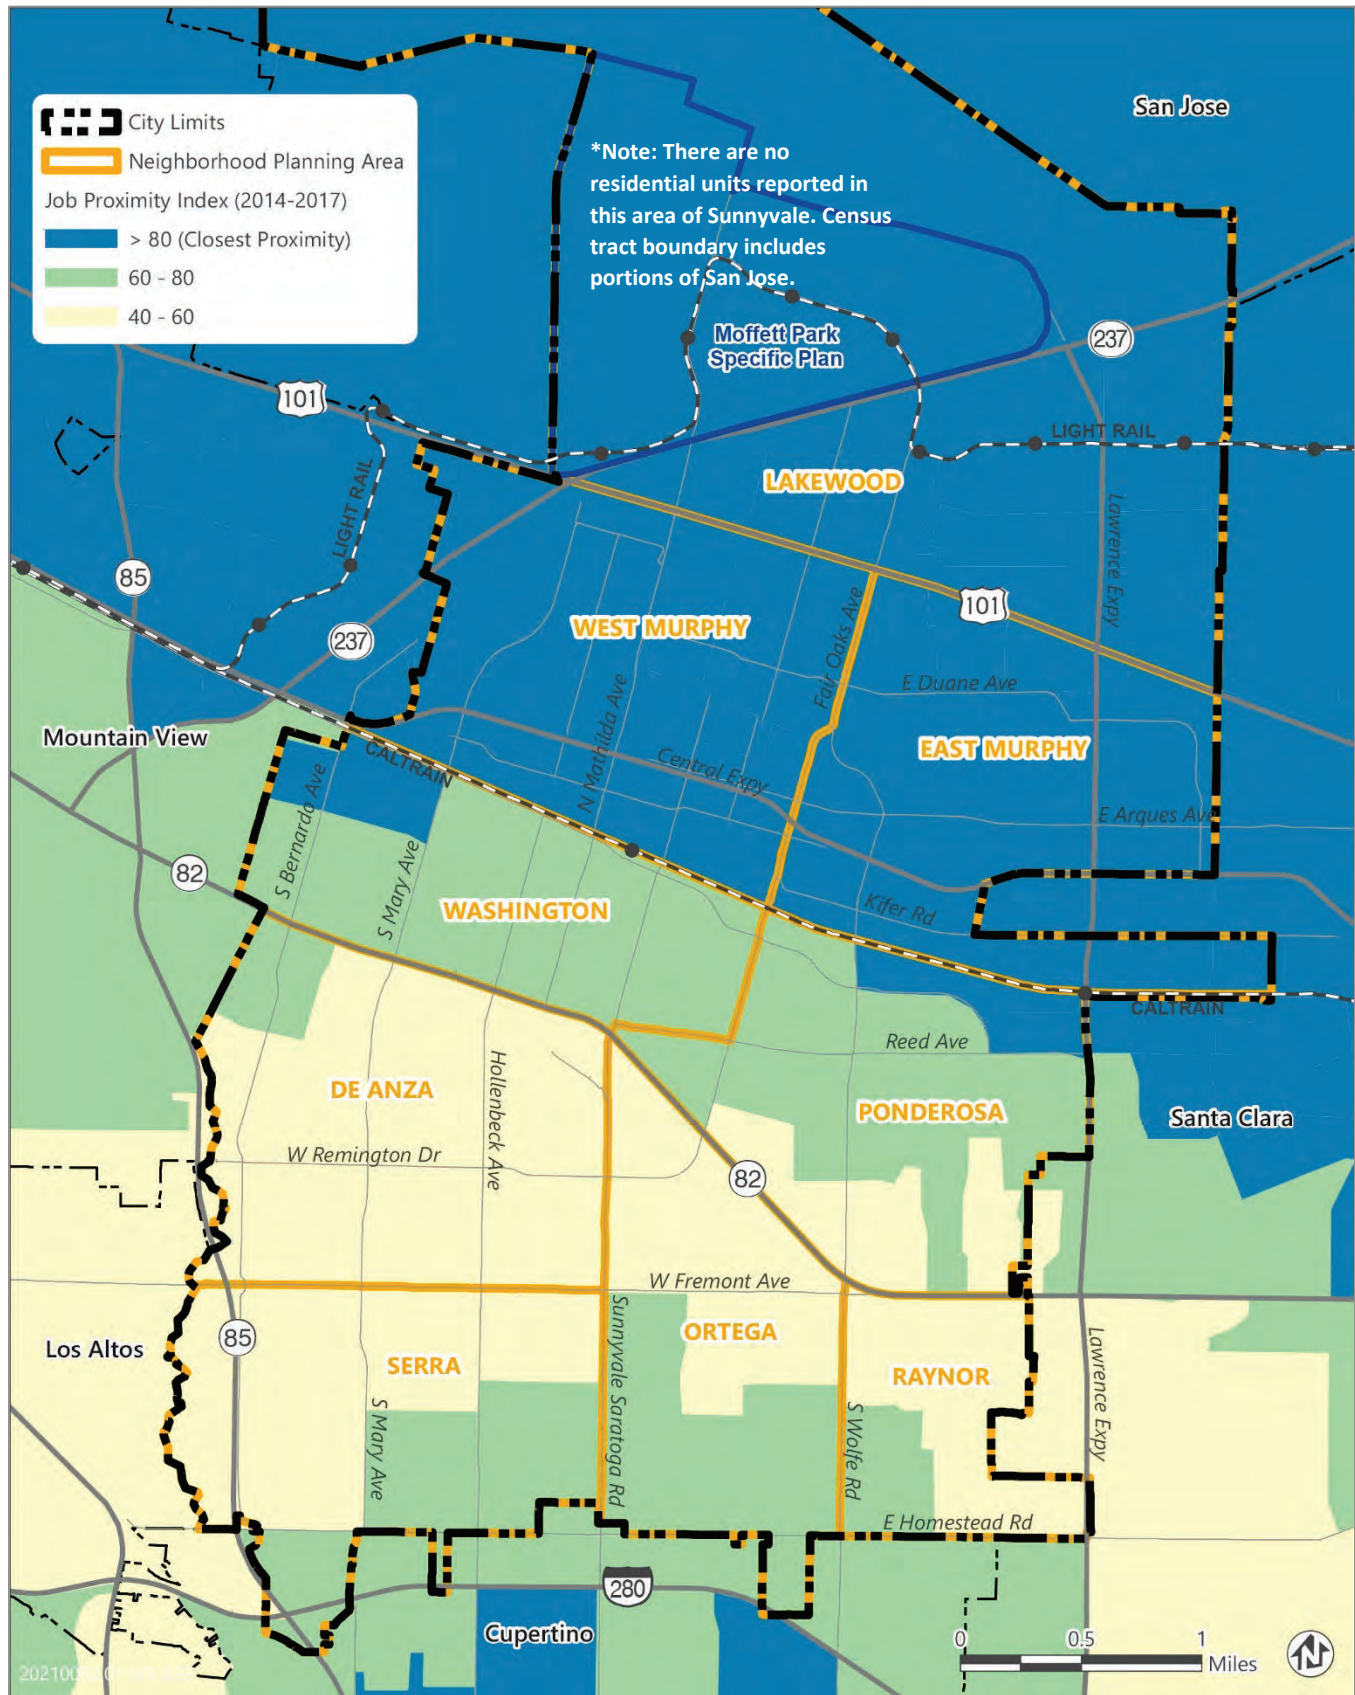 San Jose
City Limits
Neighborhood Planning Area
Job Proximity Index (2014-2017)
> 80 (Closest Proximity)
60 - 80
40 - 60
*Note: There are no
residential units reported in
this area of Sunnyvale. Census
tract boundary includes
portions of San Jose.
Moffett Park
Specific Plan
237
101
LIGHT RAIL
LAKEWOOD
LIGHT RAIL
Lawrence Expy
85
101
237
WEST MURPHY
Fair Oaks Ave
E Duane Ave
N Mathilda Ave
Mountain View
CALTRAIN
Central Expy
EAST MURPHY
S Bernardo Ave
E Arques Ave
82
S Mary Ave
WASHINGTON
Kifer Rd
CALTRAIN
Reed Ave
DE ANZA
Hollenbeck Ave
PONDEROSA
Santa Clara
W Remington Dr
82
W Fremont Ave
Los Altos
85
SERRA
Sunnyvale Saratoga Rd
ORTEGA
RAYNOR
Lawrence Expy
S Mary Ave
S Wolfe Rd
E Homestead Rd
280
Cupertino
0 0.5 1
Miles
N